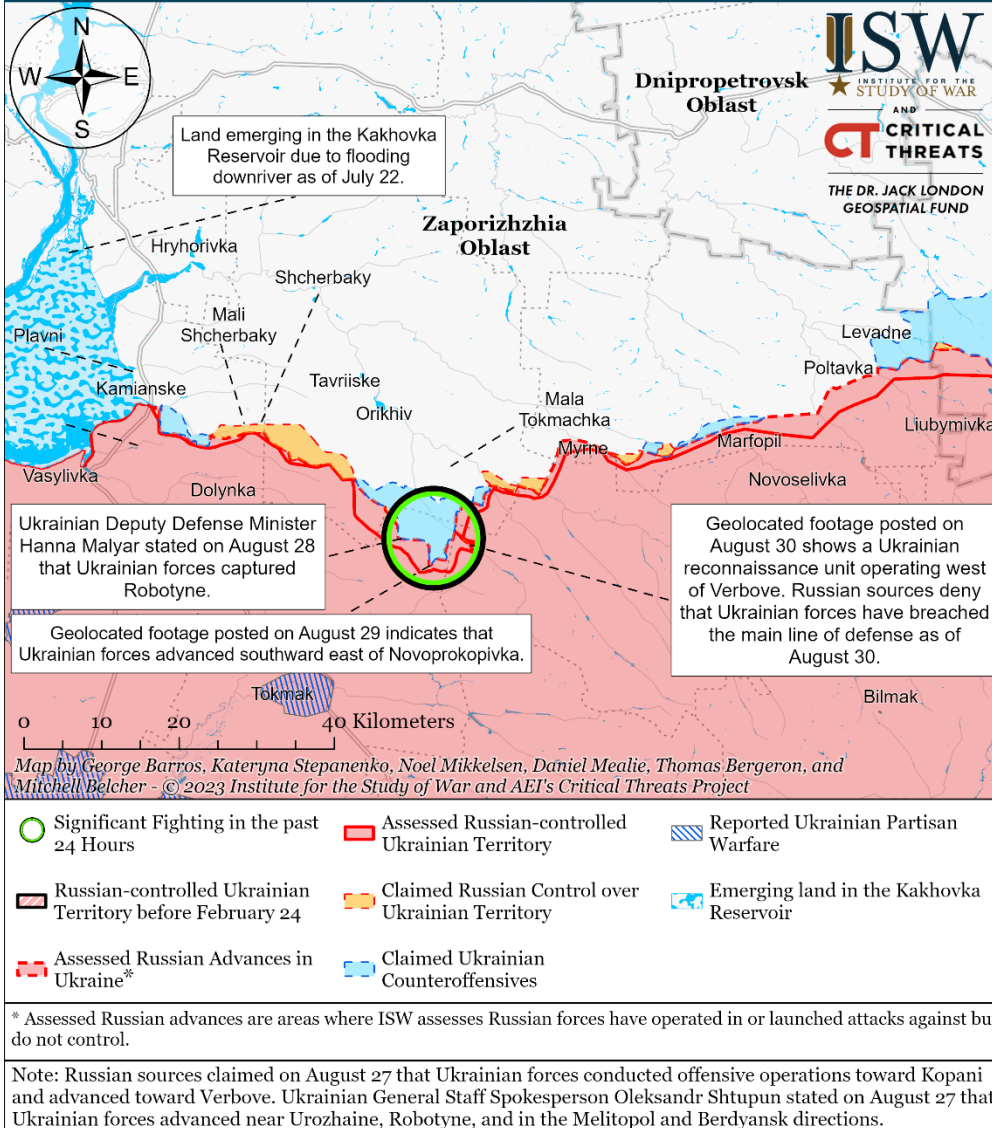 N
W
E
S
ISW
INSTITUTE FOR THE
STUDY OF WAR
AND
CT CRITICAL
THREATS
THE DR. JACK LONDON
GEOSPATIAL FUND
Dnipropetrovsk
Oblast
Land emerging in the Kakhovka
Reservoir due to flooding
downriver as of July 22.
Zaporizhzhia
Oblast
Hryhorivka
Shcherbaky
Mali
Shcherbaky
Plavni
Levadne
Poltavka
Kamianske
Tavriiske
Orikhiv
Mala
Tokmachka
Myrne
Marfopil
Liubymivka
Vasylivka
Dolynka
Novoselivka
Ukrainian Deputy Defense Minister
Hanna Malyar stated on August 28
that Ukrainian forces captured
Robotyne.
Geolocated footage posted on
August 30 shows a Ukrainian
reconnaissance unit operating west
of Verbove. Russian sources deny
that Ukrainian forces have breached
the main line of defense as of
August 30.
Geolocated footage posted on August 29 indicates that
Ukrainian forces advanced southward east of Novoprokopivka.
Tokmak
Bilmak
0 10 20 40 Kilometers
Map by George Barros, Kateryna Stepanenko, Noel Mikkelsen, Daniel Mealie, Thomas Bergeron, and
Mitchell Belcher - © 2023 Institute for the Study of War and AEI's Critical Threats Project
Significant Fighting in the past
24 Hours
Assessed Russian-controlled
Ukrainian Territory
Reported Ukrainian Partisan
Warfare
Russian-controlled Ukrainian
Territory before February 24
Claimed Russian Control over
Ukrainian Territory
Emerging land in the Kakhovka
Reservoir
Assessed Russian Advances in
Ukraine*
Claimed Ukrainian
Counteroffensives
* Assessed Russian advances are areas where ISW assesses Russian forces have operated in or launched attacks against bu
do not control.
Note: Russian sources claimed on August 27 that Ukrainian forces conducted offensive operations toward Kopani
and advanced toward Verbove. Ukrainian General Staff Spokesperson Oleksandr Shtupun stated on August 27 that
Ukrainian forces advanced near Urozhaine, Robotyne, and in the Melitopol and Berdyansk directions.